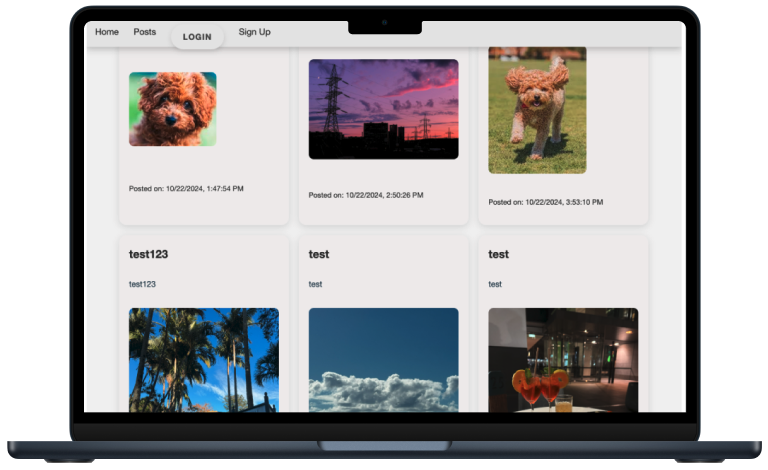 Home Posts LOGIN Sign Up
Posted on: 10/22/2024, 1:47:54 PM
Posted on: 10/22/2024, 2:50:26 PM
Posted on: 10/22/2024, 3:53:10 PM
test123
test123
test
test
test
test